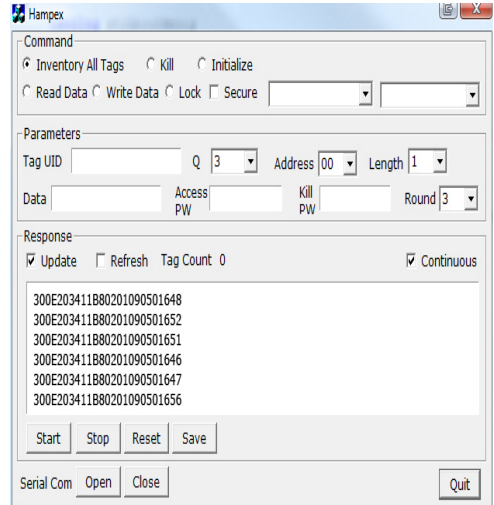 Hampex
Command
Inventory All Tags Kill Initialize
Read Data Write Data Lock Secure
Parameters
Tag UID Q 3 Address 00 Length 1
Data Access PW Kill PW Round 3
Response
Update Refresh Tag Count 0 Continuous
300E203411B80201090501648
300E203411B80201090501652
300E203411B80201090501651
300E203411B80201090501646
300E203411B80201090501647
300E203411B80201090501656
Start Stop Reset Save
Serial Com Open Close Quit